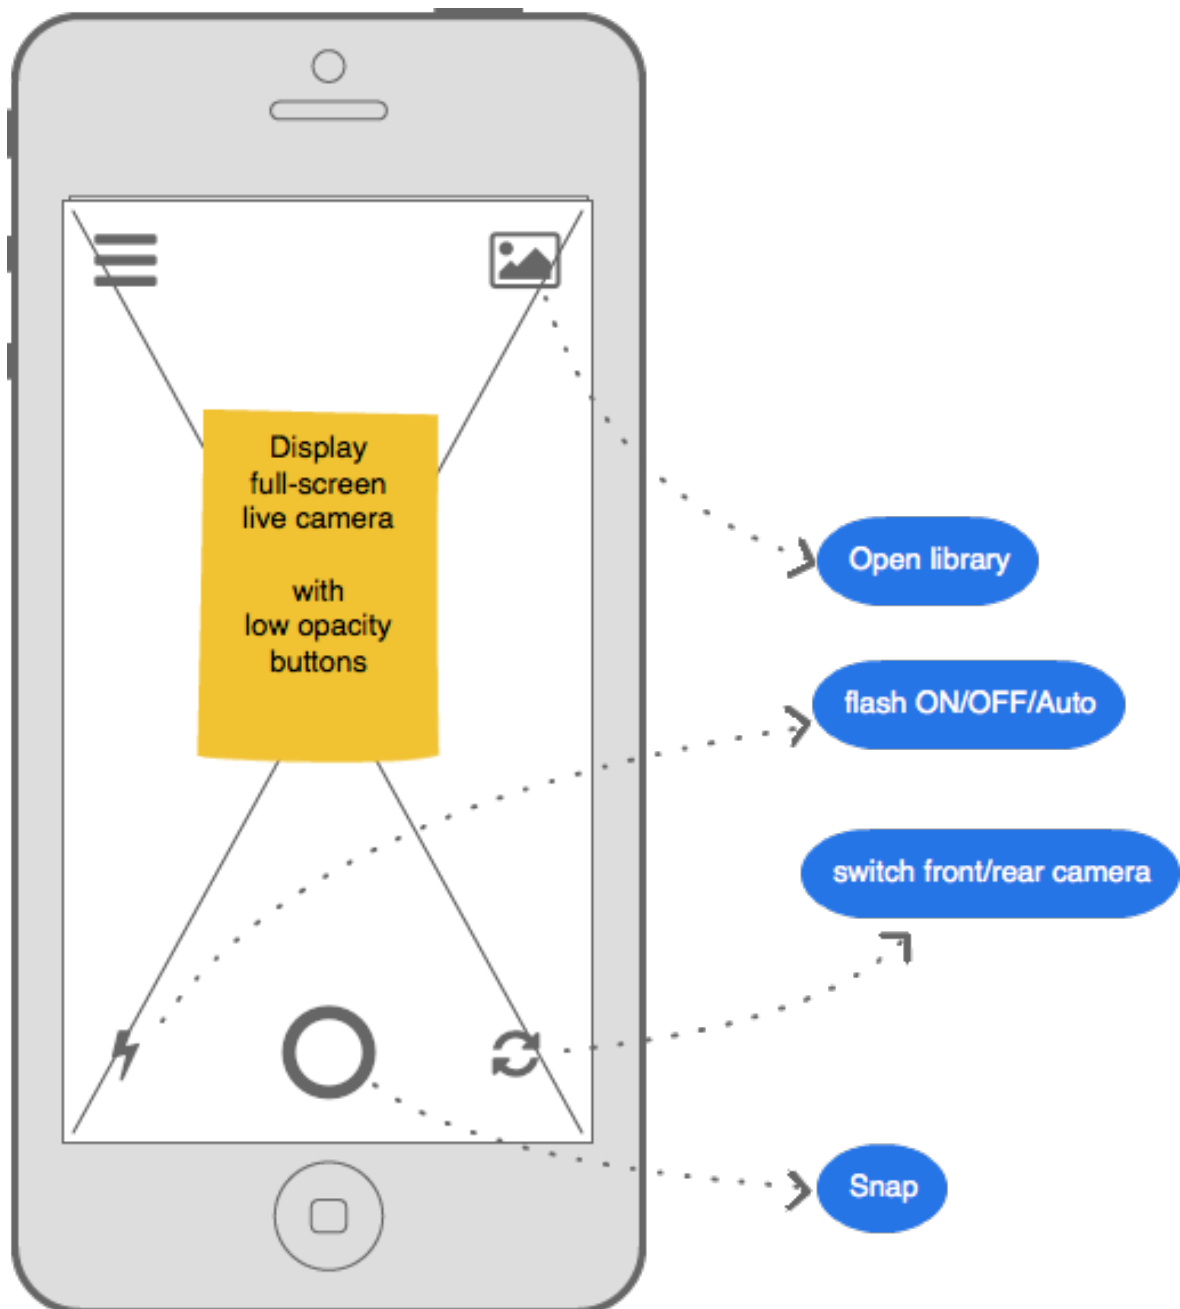 Display
full-screen
live camera
with
low opacity
buttons
Open library
flash ON/OFF/Auto
switch front/rear camera
Snap